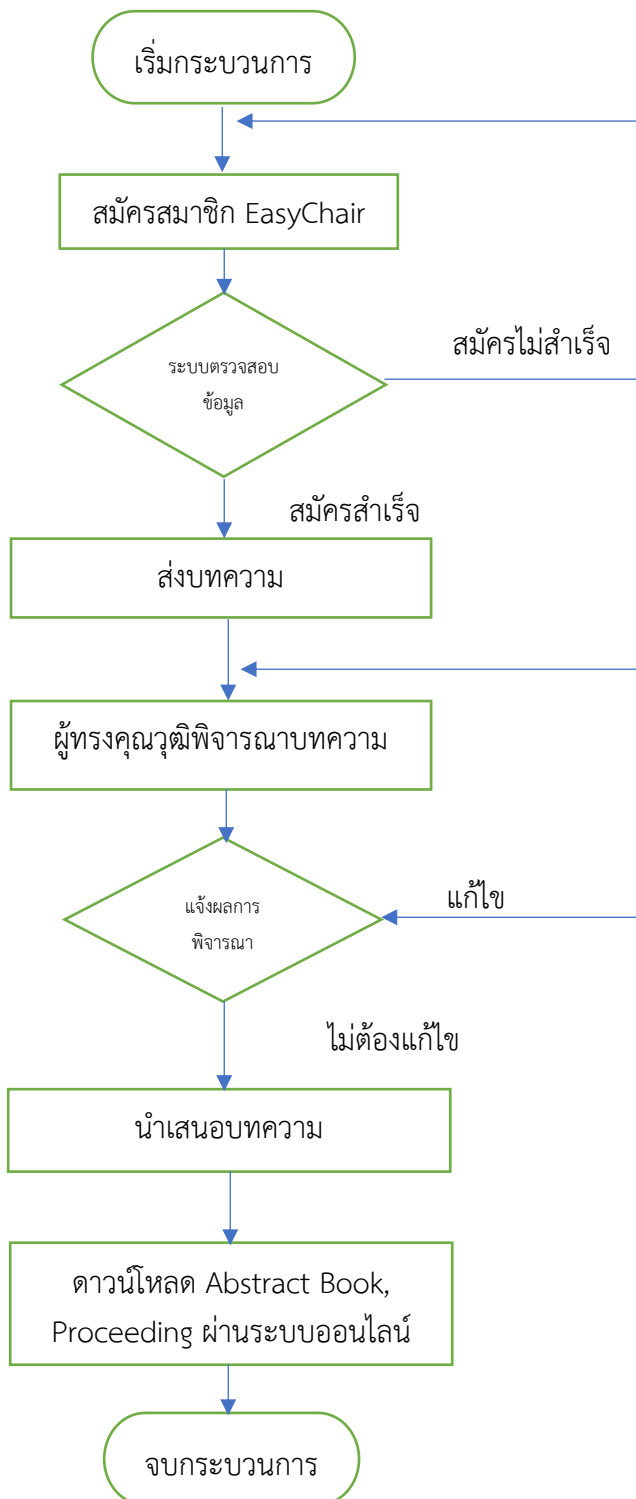 เริ่มกระบวนการ
สมัครสมาชิก EasyChair
ระบบตรวจสอบ
ข้อมูล
สมัครไม่สำเร็จ
สมัครสำเร็จ
ส่งบทความ
ผู้ทรงคุณวุฒิพิจารณาบทความ
แจ้งผลการ
พิจารณา
แก้ไข
ไม่ต้องแก้ไข
นำเสนอบทความ
ดาวน์โหลด Abstract Book,
Proceeding ผ่านระบบออนไลน์
จบกระบวนการ